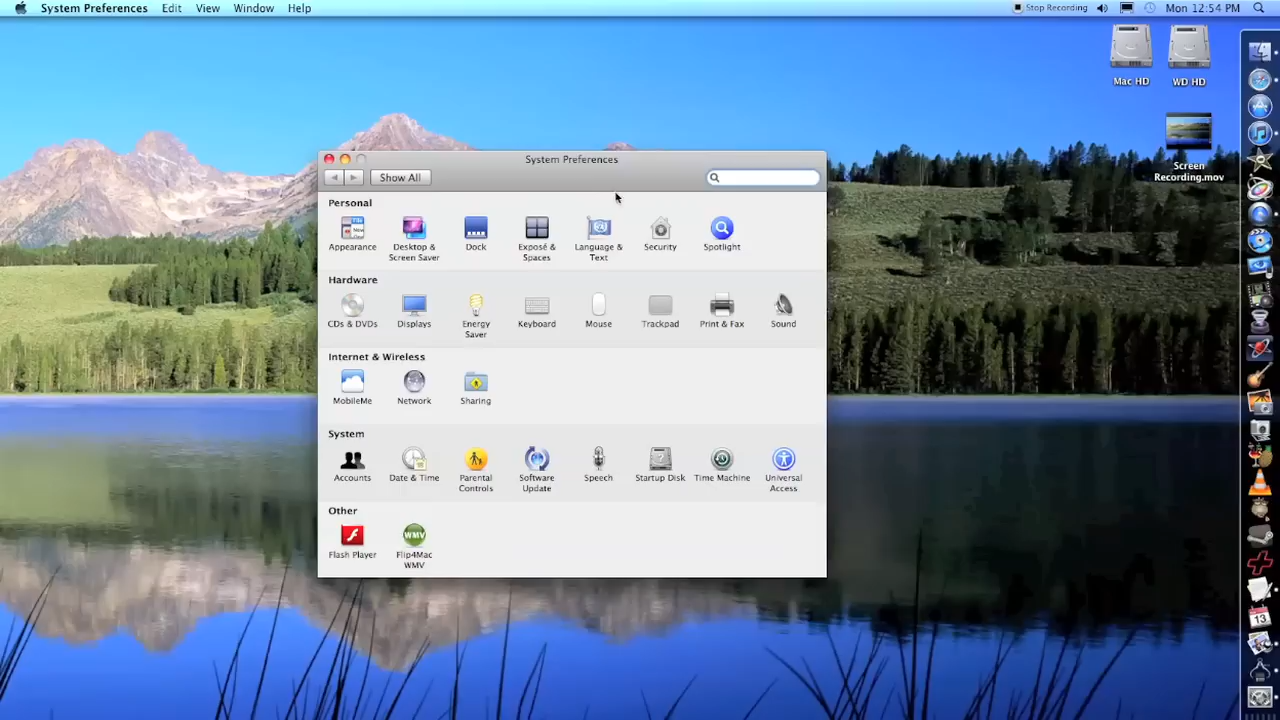 System Preferences Edit View Window Help Stop Recording Mon 12:54 PM
Mac HD WD HD
Screen
Recording.mov
System Preferences
Show All
Personal
Appearance Desktop & Screen Saver Dock Exposé & Spaces Language & Text Security Spotlight
Hardware
CDs & DVDs Displays Energy Saver Keyboard Mouse Trackpad Print & Fax Sound
Internet & Wireless
MobileMe Network Sharing
System
Accounts Date & Time Parental Controls Software Update Speech Startup Disk Time Machine Universal Access
Other
Flash Player Flip4Mac WMV
WMV
13